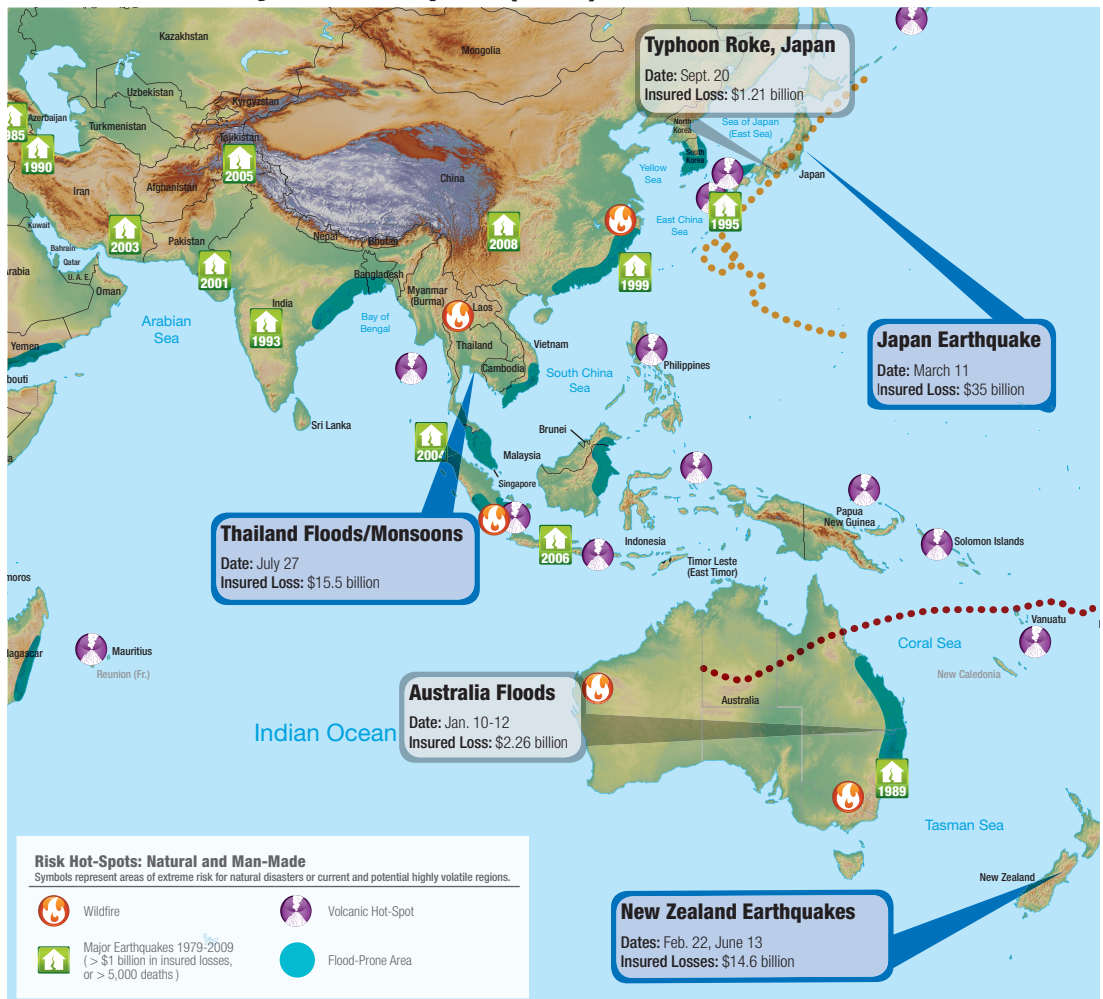 Kazakhstan
Mongolia
Typhoon Roke, Japan
Date: Sept. 20
Insured Loss: $1.21 billion
Uzbekistan
Kyrgyzstan
Azerbaijan
Turkmenistan
985
1990
Tajikistan
2005
North
Korea
Sea of Japan
(East Sea)
South
Korea
Yellow
Sea
Japan
Iran
Afghanistan
China
East China
Sea
1995
Kuwait
2003
Pakistan
Nepal
Bhutan
2008
Bahrain
Qatar
U. A. E.
rabia
Oman
2001
Bangladesh
1999
India
Myanmar
(Burma)
Laos
Arabian
Sea
1993
Bay of
Bengal
Yemen
Thailand
Vietnam
Cambodia
South China
Sea
Philippines
Japan Earthquake
Date: March 11
Insured Loss: $35 billion
bouti
Sri Lanka
a
2004
Brunei
Malaysia
Singapore
Thailand Floods/Monsoons
Date: July 27
Insured Loss: $15.5 billion
2006
Indonesia
Timor Leste
(East Timor)
Papua
New Guinea
Solomon Islands
moros
dagascar
Mauritius
Reunion (Fr.)
Vanuatu
Coral Sea
New Caledonia
Australia
Australia Floods
Date: Jan. 10-12
Insured Loss: $2.26 billion
Indian Ocean
1989
Tasman Sea
New Zealand
New Zealand Earthquakes
Dates: Feb. 22, June 13
Insured Losses: $14.6 billion
Risk Hot-Spots: Natural and Man-Made
Symbols represent areas of extreme risk for natural disasters or current and potential highly volatile regions.
Wildfire
Volcanic Hot-Spot
Major Earthquakes 1979-2009
( > $1 billion in insured losses,
or > 5,000 deaths )
Flood-Prone Area